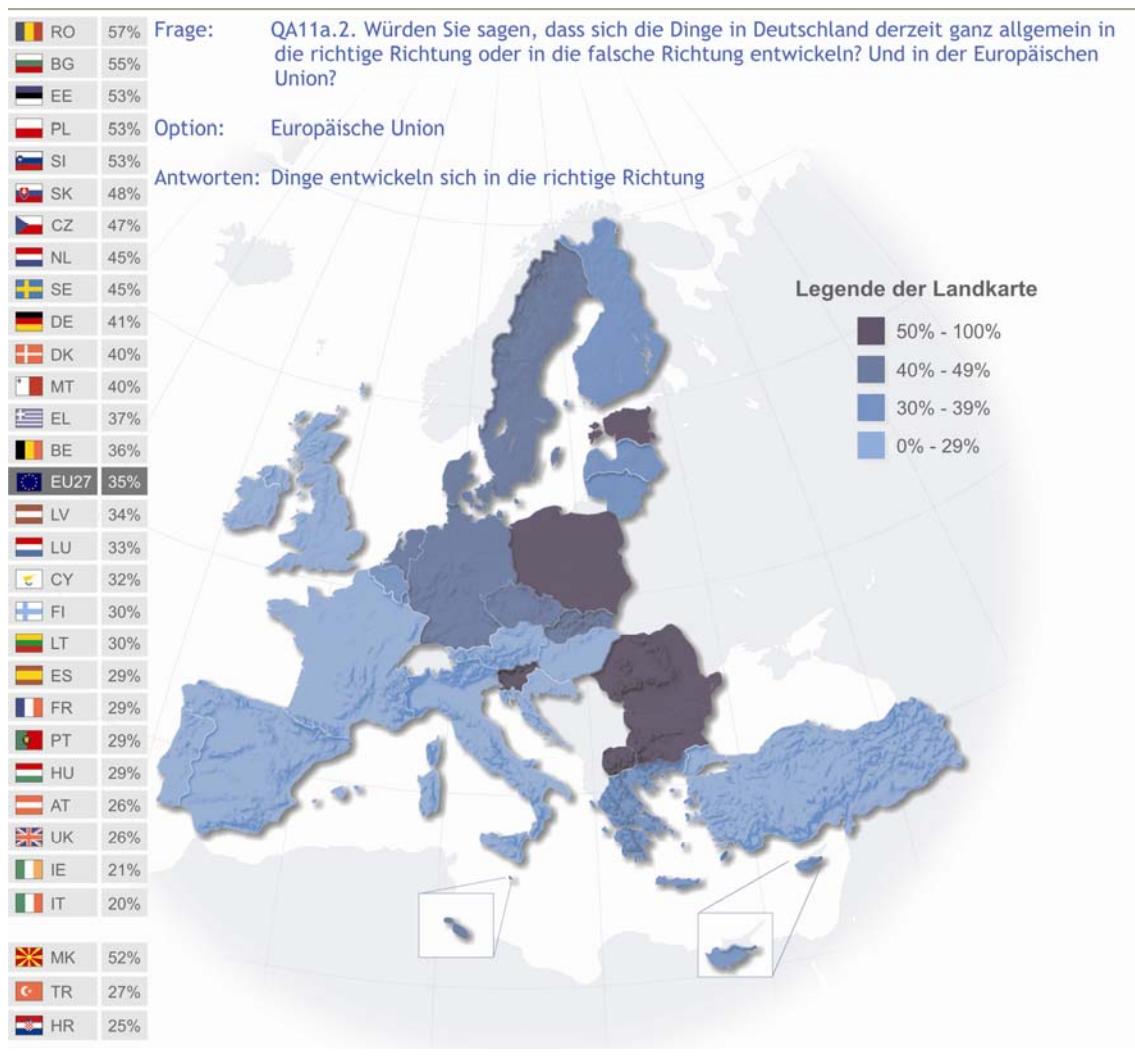 Frage: QA11a.2. Würden Sie sagen, dass sich die Dinge in Deutschland derzeit ganz allgemein in
die richtige Richtung oder in die falsche Richtung entwickeln? Und in der Europäischen
Union?
Option: Europäische Union
Antworten: Dinge entwickeln sich in die richtige Richtung
RO 57%
BG 55%
EE 53%
PL 53%
SI 53%
SK 48%
CZ 47%
NL 45%
SE 45%
DE 41%
DK 40%
MT 40%
EL 37%
BE 36%
EU27 35%
LV 34%
LU 33%
CY 32%
FI 30%
LT 30%
ES 29%
FR 29%
PT 29%
HU 29%
AT 26%
UK 26%
IE 21%
IT 20%
MK 52%
TR 27%
HR 25%
Legende der Landkarte
50% - 100%
40% - 49%
30% - 39%
0% - 29%